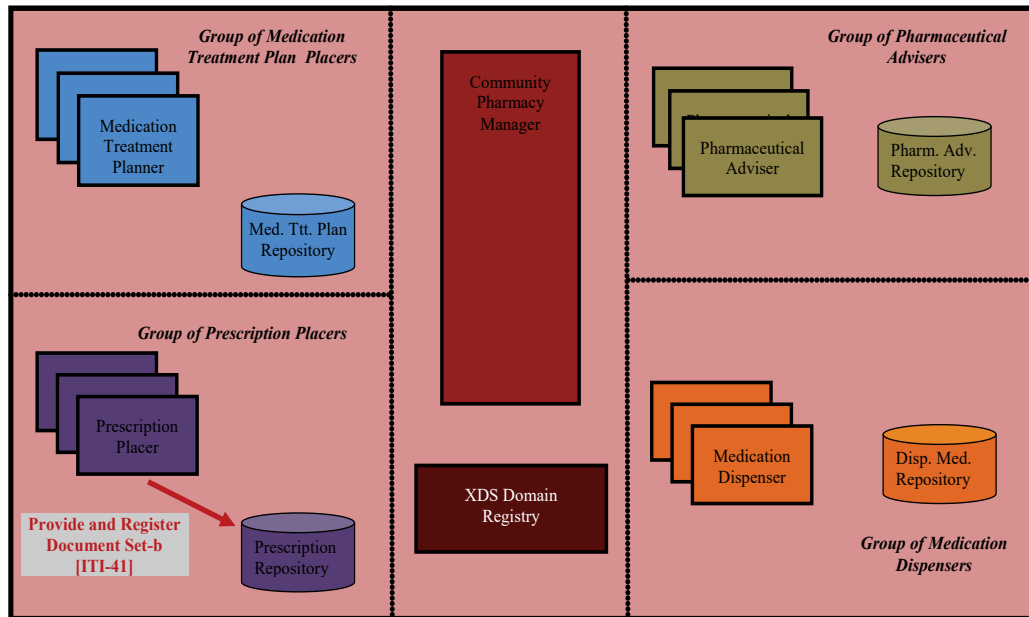 Group of Medication
Treatment Plan Placers
Medication
Treatment
Planner
Med. Ttt. Plan
Repository
Community
Pharmacy
Manager
Group of Pharmaceutical
Advisers
Pharmaceutical
Adviser
Pharm. Adv.
Repository
Group of Prescription Placers
Prescription
Placer
Provide and Register
Document Set-b
[ITI-41]
Prescription
Repository
XDS Domain
Registry
Medication
Dispenser
Disp. Med.
Repository
Group of Medication
Dispensers